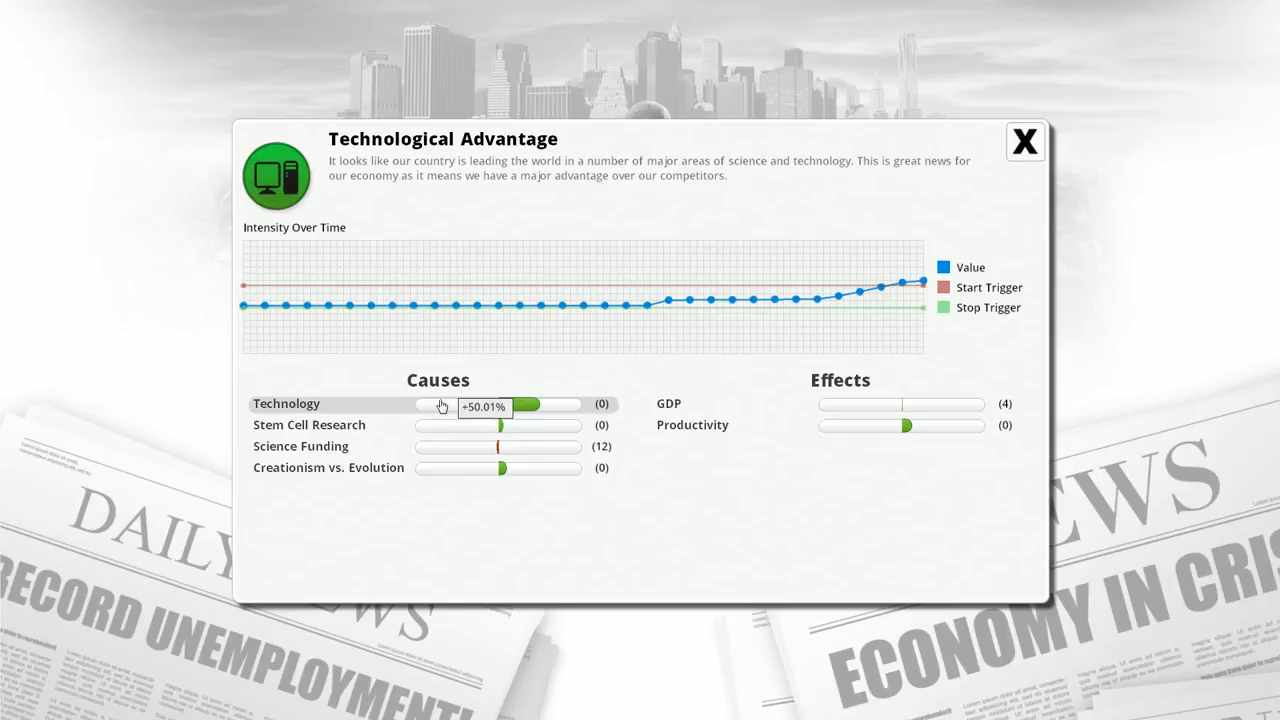 Technological Advantage
It looks like our country is leading the world in a number of major areas of science and technology. This is great news for
our economy as it means we have a major advantage over our competitors.
X
Intensity Over Time
Value
Start Trigger
Stop Trigger
Causes
Technology +50.01% (0)
Stem Cell Research (0)
Science Funding (12)
Creationism vs. Evolution (0)
Effects
GDP (4)
Productivity (0)
DAILY
EWS
RECORD UNEMPLOYMENT
EWS
ECONOMY IN CRIS